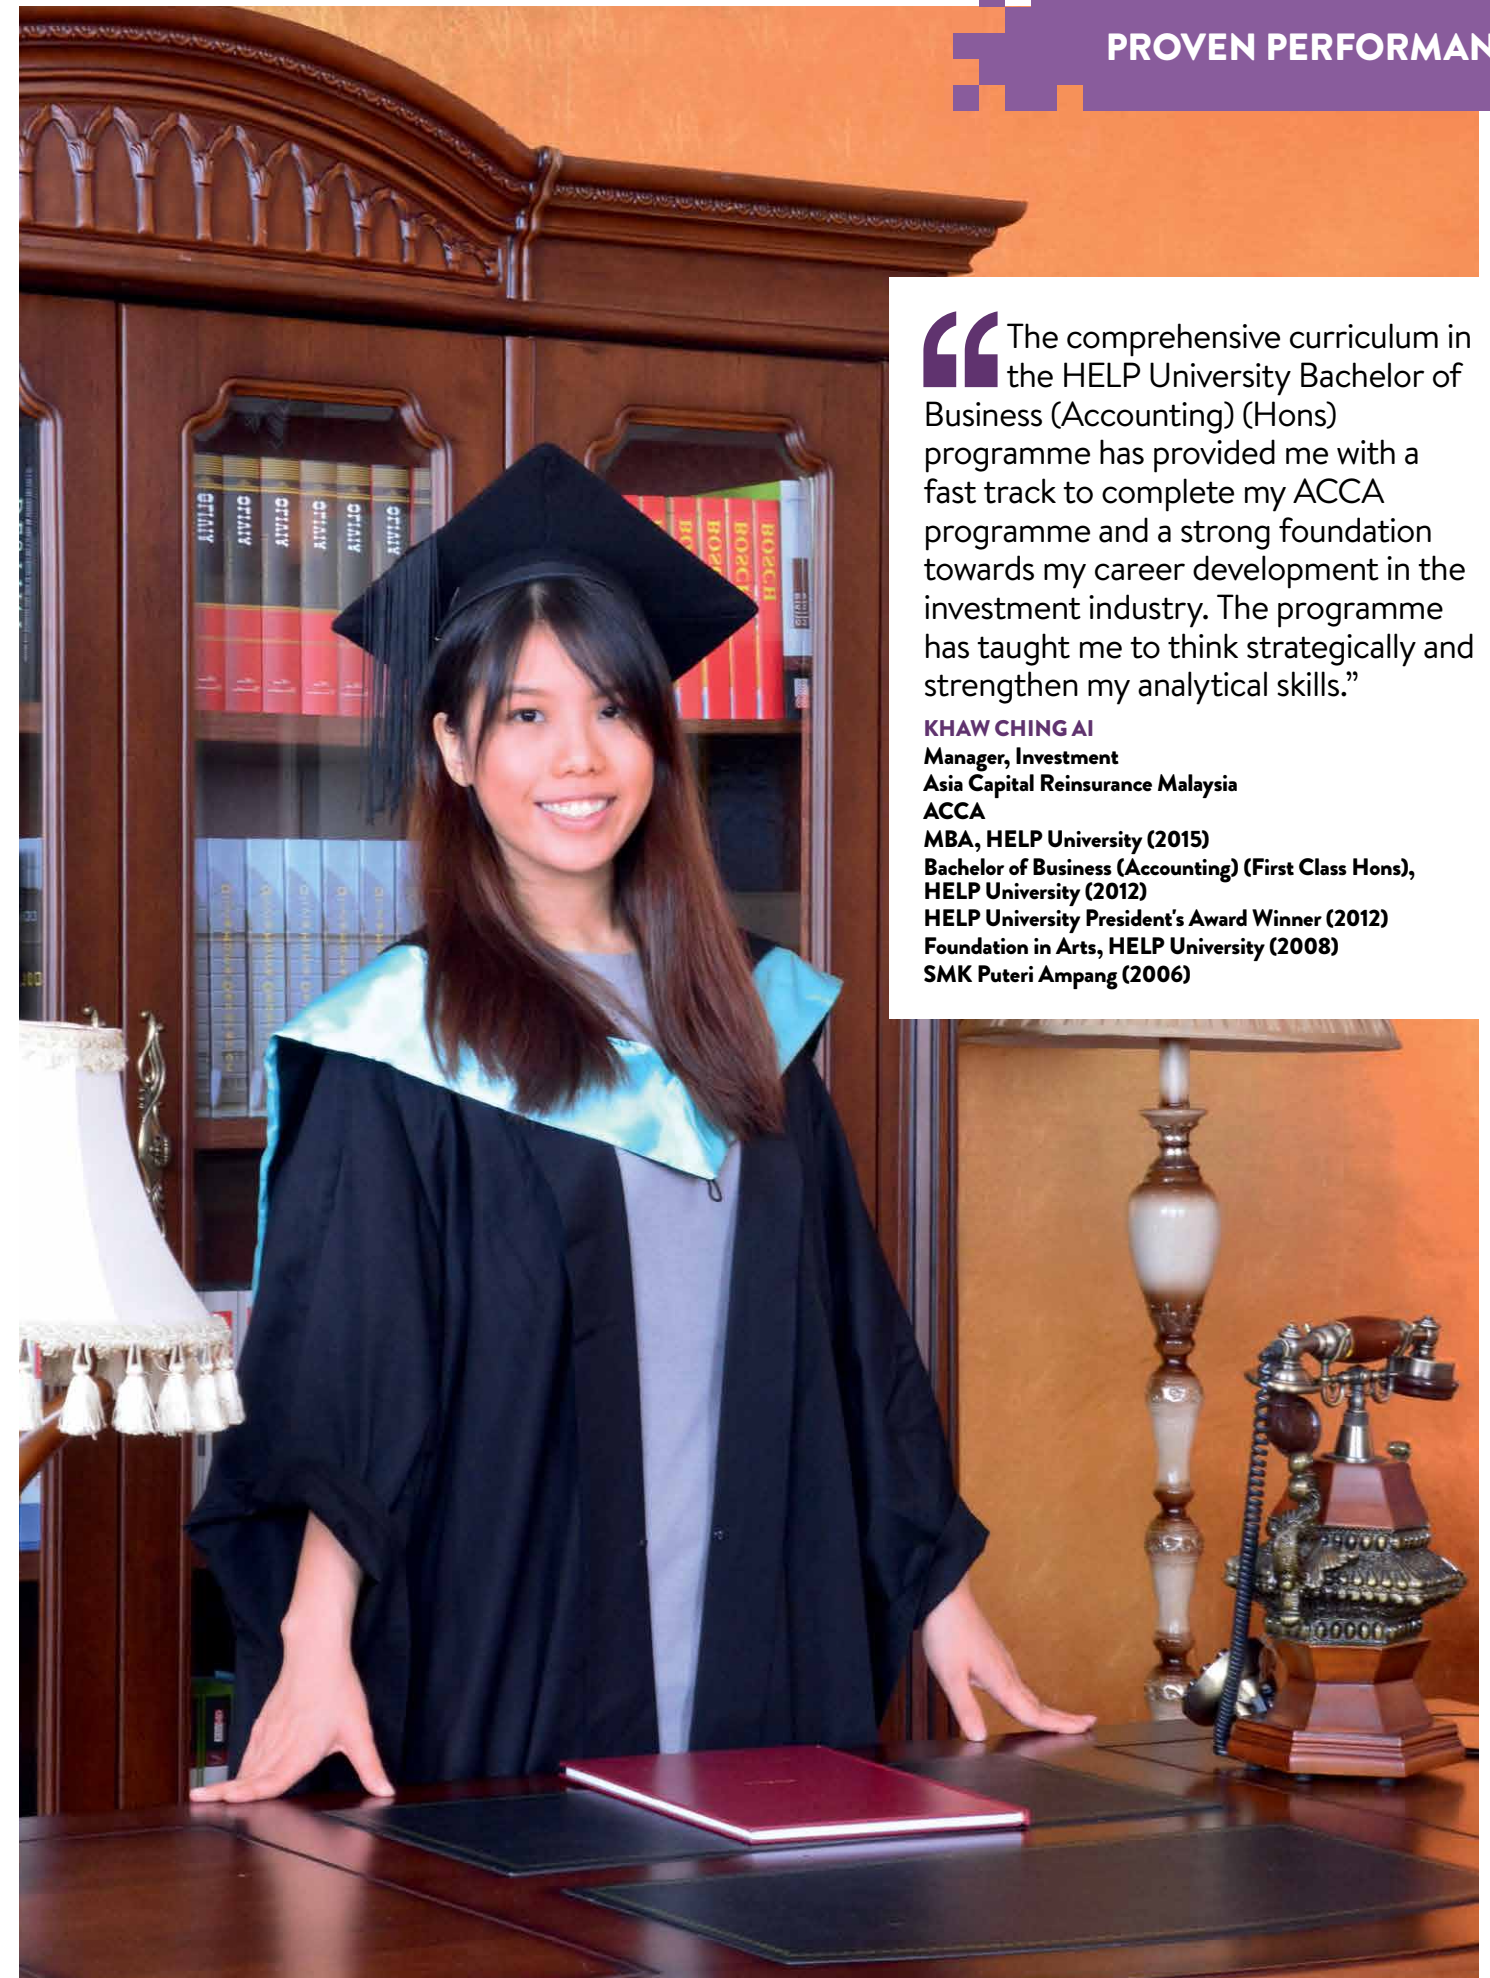 PROVEN PERFORMAN
“The comprehensive curriculum in
the HELP University Bachelor of
Business (Accounting) (Hons)
programme has provided me with a
fast track to complete my ACCA
programme and a strong foundation
towards my career development in the
investment industry. The programme
has taught me to think strategically and
strengthen my analytical skills.”
KHAW CHING AI
Manager, Investment
Asia Capital Reinsurance Malaysia
ACCA
MBA, HELP University (2015)
Bachelor of Business (Accounting) (First Class Hons),
HELP University (2012)
HELP University President's Award Winner (2012)
Foundation in Arts, HELP University (2008)
SMK Puteri Ampang (2006)